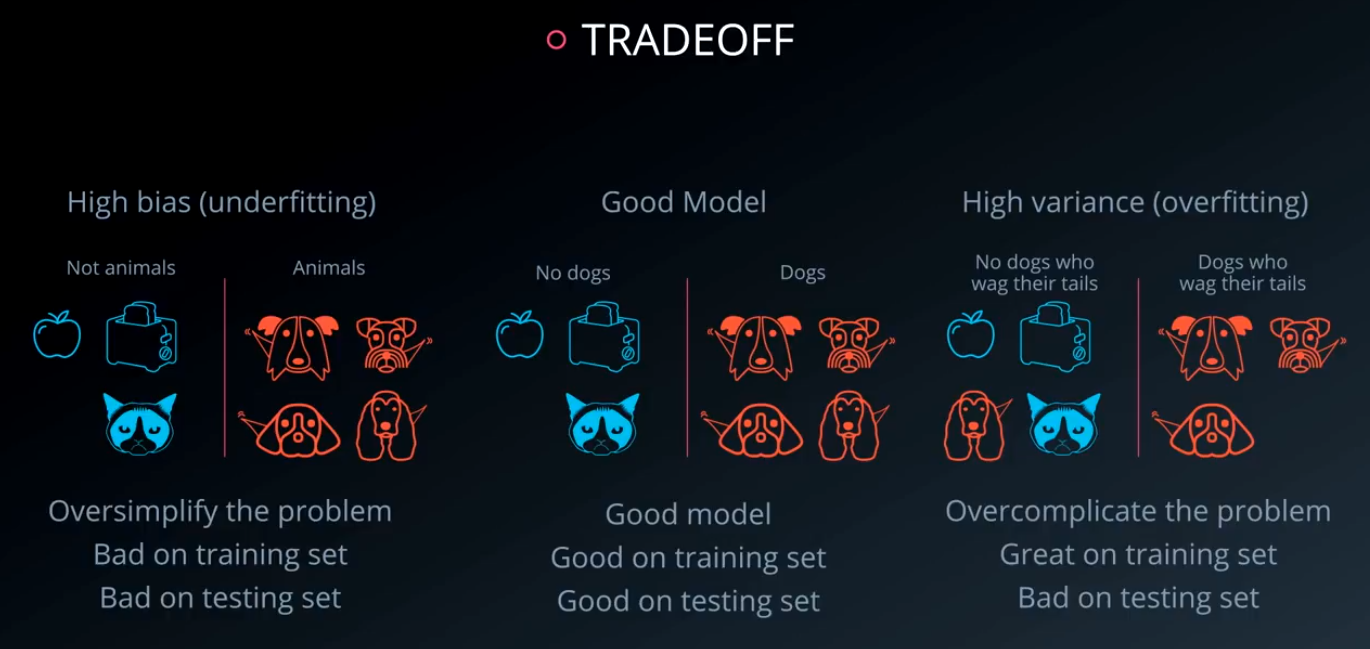 TRADEOFF
High bias (underfitting)
Not animals
Animals
Oversimplify the problem
Bad on training set
Bad on testing set
Good Model
No dogs
Dogs
Good model
Good on training set
Good on testing set
High variance (overfitting)
No dogs who
wag their tails
Dogs who
wag their tails
Overcomplicate the problem
Great on training set
Bad on testing set